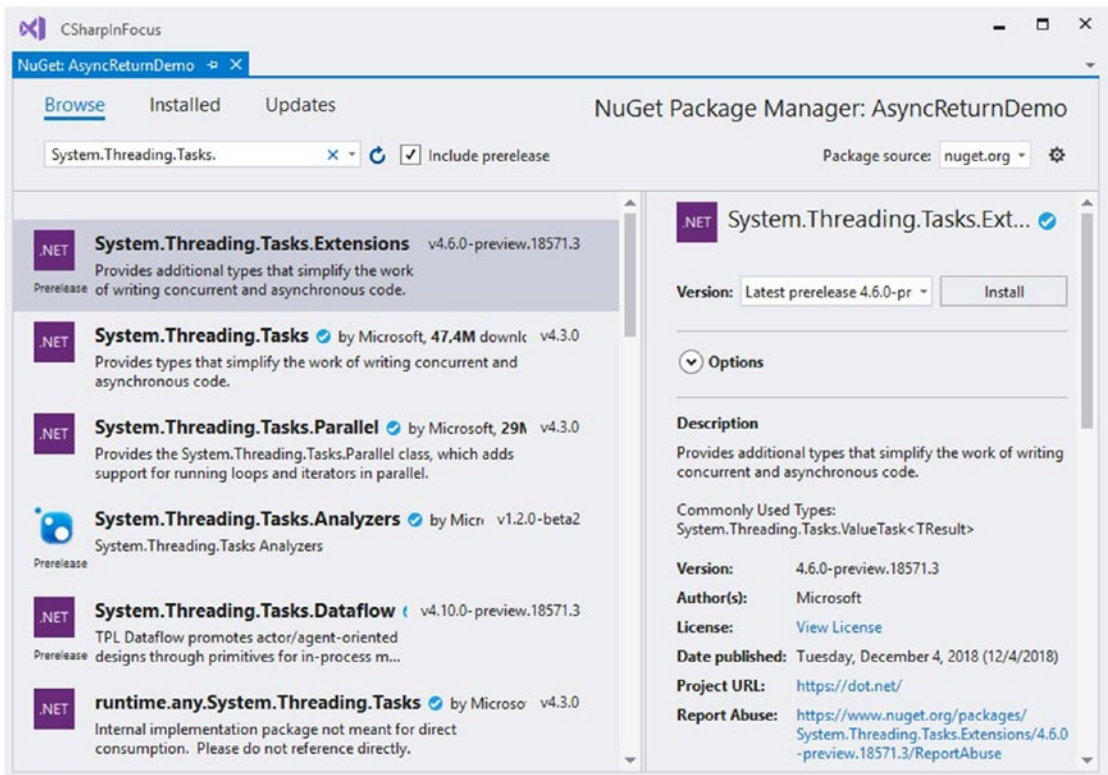 CSharpInFocus
NuGet: AsyncReturnDemo
Browse Installed Updates
NuGet Package Manager: AsyncReturnDemo
System.Threading.Tasks.
Include prerelease
Package source: nuget.org
.NET
Prerelease
System.Threading.Tasks.Extensions v4.6.0-preview.18571.3
Provides additional types that simplify the work
of writing concurrent and asynchronous code.
.NET
System.Threading.Tasks by Microsoft, 47,4M downlc v4.3.0
Provides types that simplify the work of writing concurrent and
asynchronous code.
.NET
System.Threading.Tasks.Parallel by Microsoft, 29M v4.3.0
Provides the System.Threading.Tasks.Parallel class, which adds
support for running loops and iterators in parallel.
Prerelease
System.Threading.Tasks.Analyzers by Micr v1.2.0-beta2
System.Threading.Tasks Analyzers
.NET
Prerelease
System.Threading.Tasks.Dataflow v4.10.0-preview.18571.3
TPL Dataflow promotes actor/agent-oriented
designs through primitives for in-process m...
.NET
runtime.any.System.Threading.Tasks by Microso v4.3.0
Internal implementation package not meant for direct
consumption. Please do not reference directly.
.NET
System.Threading.Tasks.Ext...
Version: Latest prerelease 4.6.0-pr Install
Options
Description
Provides additional types that simplify the work of writing
concurrent and asynchronous code.
Commonly Used Types:
System.Threading.Tasks.ValueTask<TResult>
Version: 4.6.0-preview.18571.3
Author(s): Microsoft
License: View License
Date published: Tuesday, December 4, 2018 (12/4/2018)
Project URL: https://dot.net/
Report Abuse: https://www.nuget.org/packages/
System.Threading.Tasks.Extensions/4.6.0
-preview.18571.3/ReportAbuse